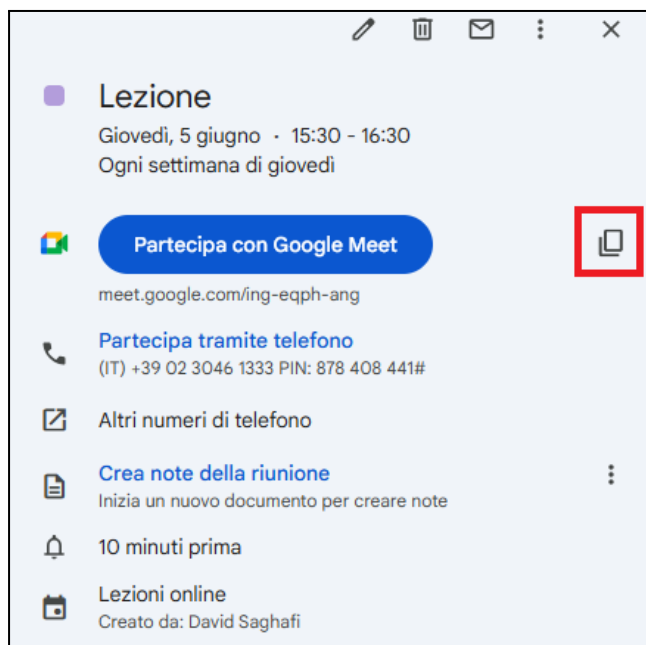 Lezione
Giovedì, 5 giugno · 15:30 - 16:30
Ogni settimana di giovedì
Partecipa con Google Meet
meet.google.com/ing-eqph-ang
Partecipa tramite telefono
(IT) +39 02 3046 1333 PIN: 878 408 441#
Altri numeri di telefono
Crea note della riunione
Inizia un nuovo documento per creare note
10 minuti prima
Lezioni online
Creato da: David Saghafi